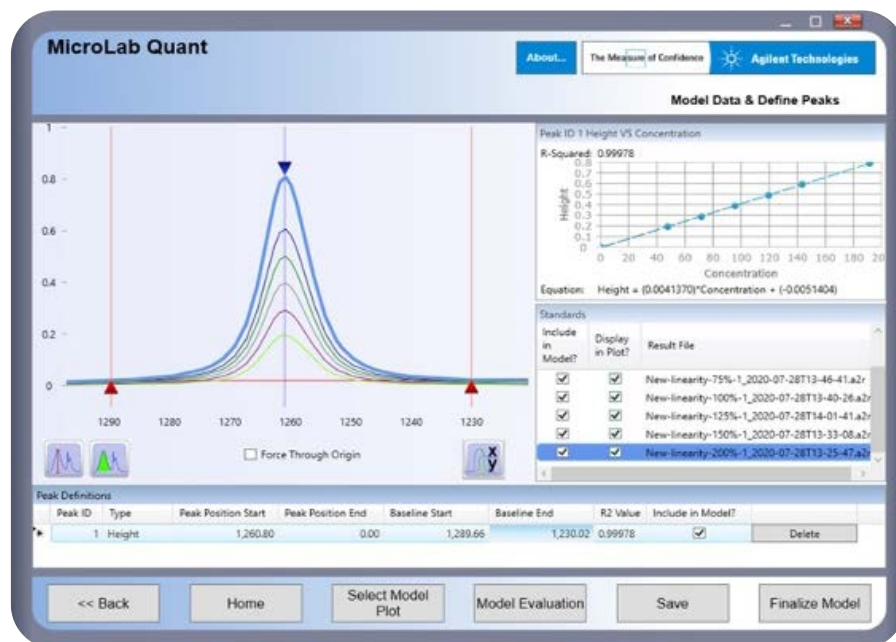 MicroLab Quant
About...
The Measure of Confidence
Agilent Technologies
Model Data & Define Peaks
1
0.8
0.6
0.4
0.2
0
1290 1280 1270 1260 1250 1240 1230
Force Through Origin
X
y
Peak ID 1 Height VS Concentration
R-Squared: 0.99978
0.8
0.7
0.6
0.5
0.4
0.3
0.2
0.1
0
Height
0 20 40 60 80 100 120 140 160 180 20
Concentration
Equation: Height = (0.0041370)*Concentration + (-0.0051404)
Standards
Include in Model? Display in Plot? Result File
New-linearity-75%-1_2020-07-28T13-46-41.a2r
New-linearity-100%-1_2020-07-28T13-40-26.a2r
New-linearity-125%-1_2020-07-28T14-01-41.a2r
New-linearity-150%-1_2020-07-28T13-33-08.a2r
New-linearity-200%-1_2020-07-28T13-25-47.a2r
Peak Definitions
Peak ID Type Peak Position Start Peak Position End Baseline Start Baseline End R2 Value Include in Model?
1 Height 1,260.80 0.00 1,289.66 1,230.02 0.99978 Delete
<< Back
Home
Select Model
Plot
Model Evaluation
Save
Finalize Model